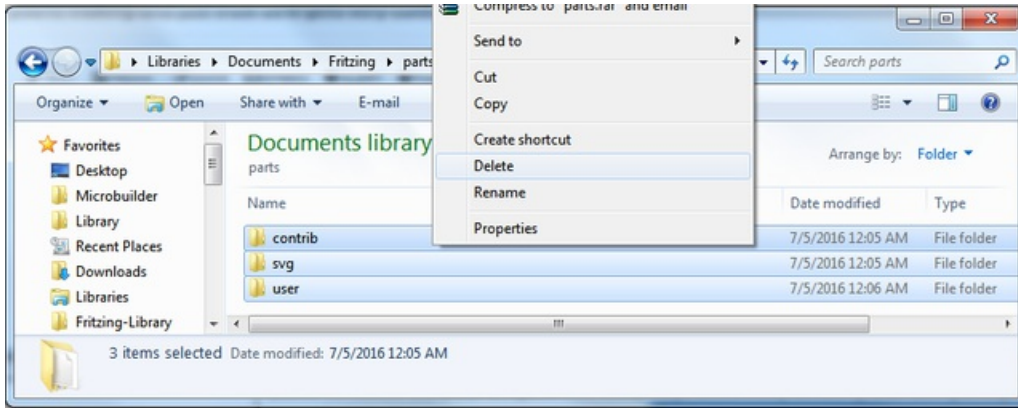 Compress to "parts.rar" and email
Send to
Cut
Copy
Create shortcut
Delete
Rename
Properties
Libraries Documents Fritzing parts
Search parts
Organize Open Share with E-mail
Favorites
Desktop
Microbuilder
Library
Recent Places
Downloads
Libraries
Fritzing-Library
Documents library
parts
Arrange by: Folder
Name Date modified Type
contrib 7/5/2016 12:05 AM File folder
svg 7/5/2016 12:05 AM File folder
user 7/5/2016 12:06 AM File folder
3 items selected Date modified: 7/5/2016 12:05 AM